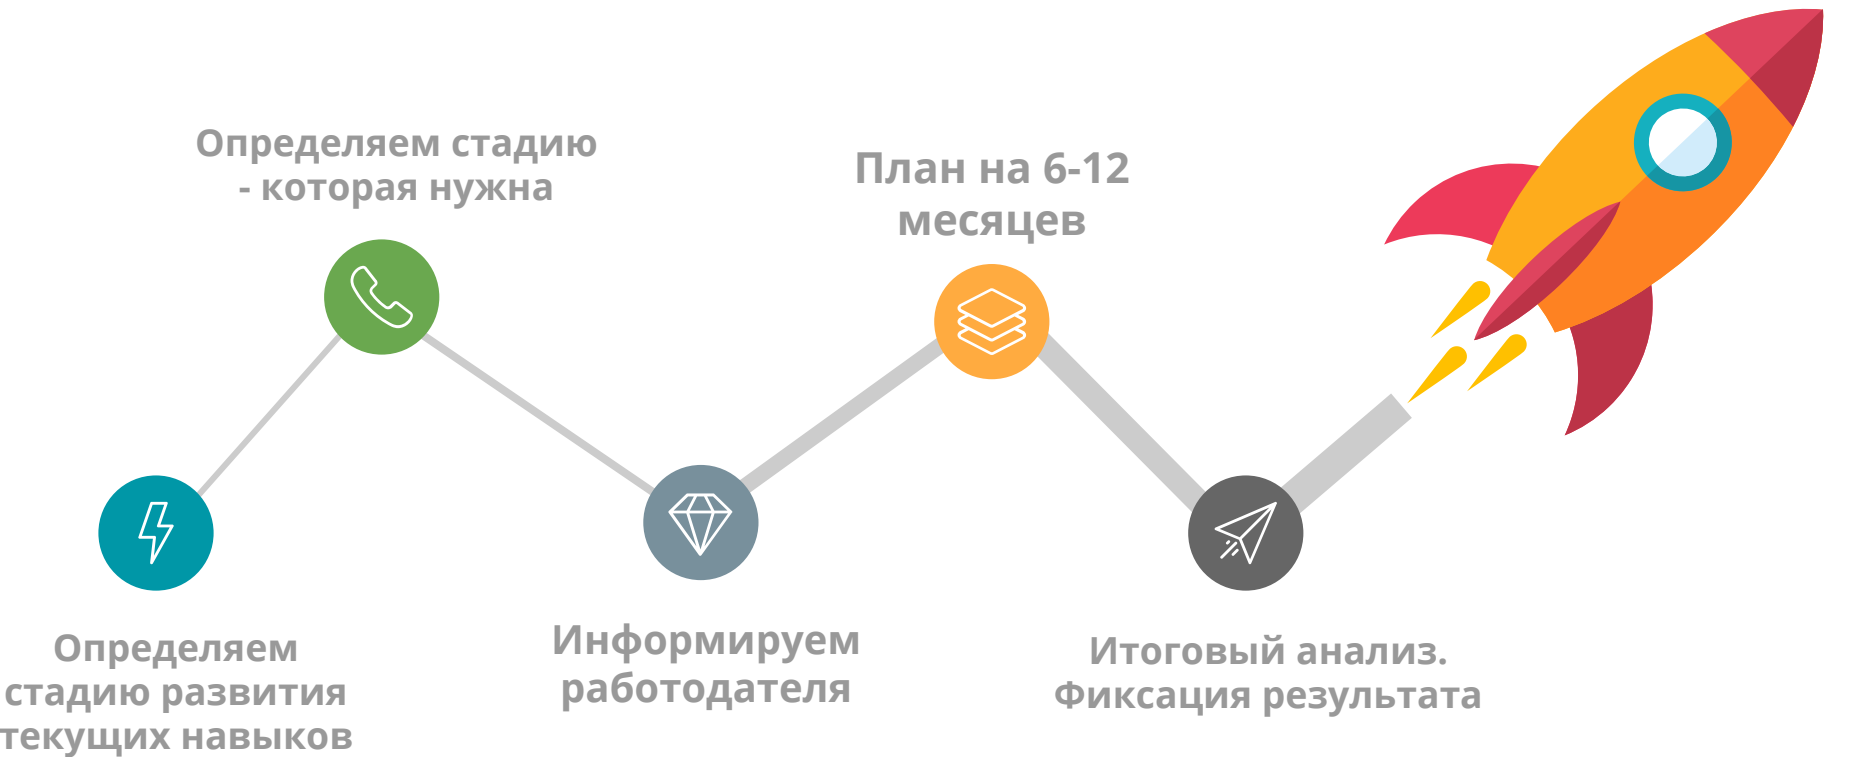 Определяем
стадию развития
текущих навыков
Определяем стадию
- которая нужна
Информируем
работодателя
План на 6-12
месяцев
Итоговый анализ.
Фиксация результата